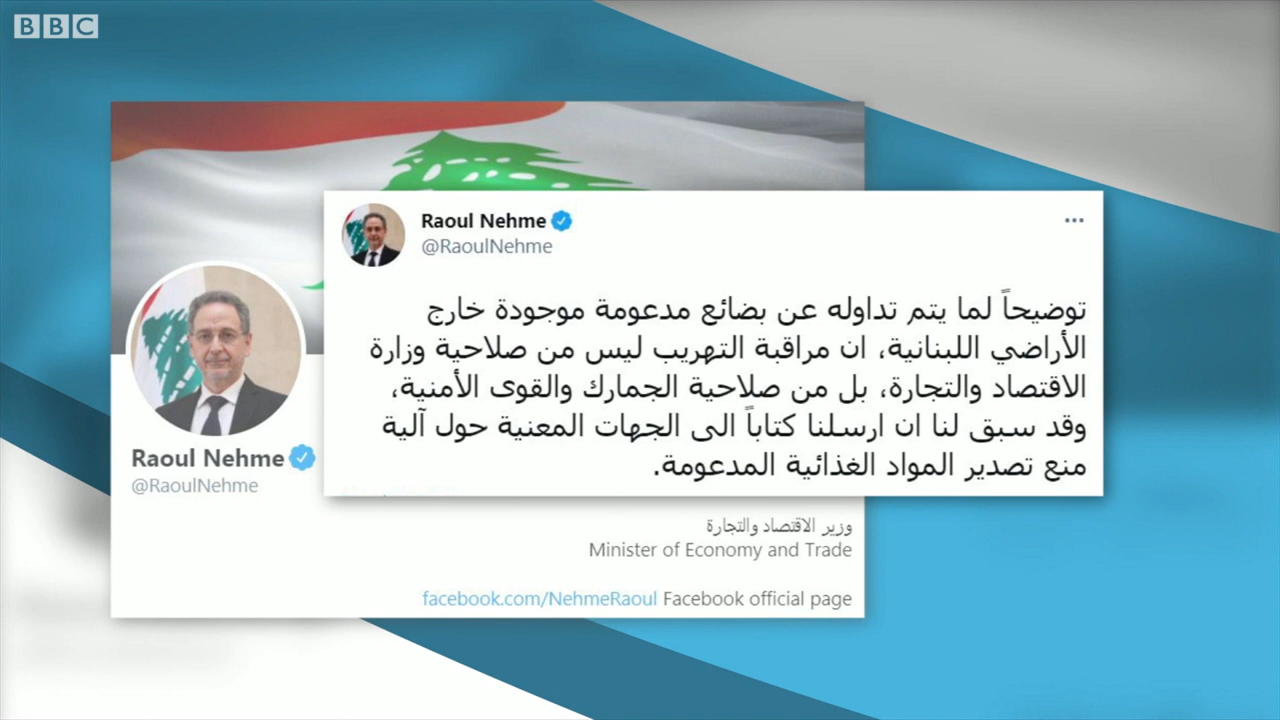 BBC
Raoul Nehme
@RaoulNehme
توضيحاً لما يتم تداوله عن بضائع مدعومة موجودة خارج
الأراضي اللبنانية، ان مراقبة التهريب ليس من صلاحية وزارة
الاقتصاد والتجارة، بل من صلاحية الجمارك والقوى الأمنية،
وقد سبق لنا ان ارسلنا كتاباً الى الجهات المعنية حول آلية
منع تصدير المواد الغذائية المدعومة.
Raoul Nehme
@RaoulNehme
وزير الاقتصاد والتجارة
Minister of Economy and Trade
facebook.com/NehmeRaoul Facebook official page